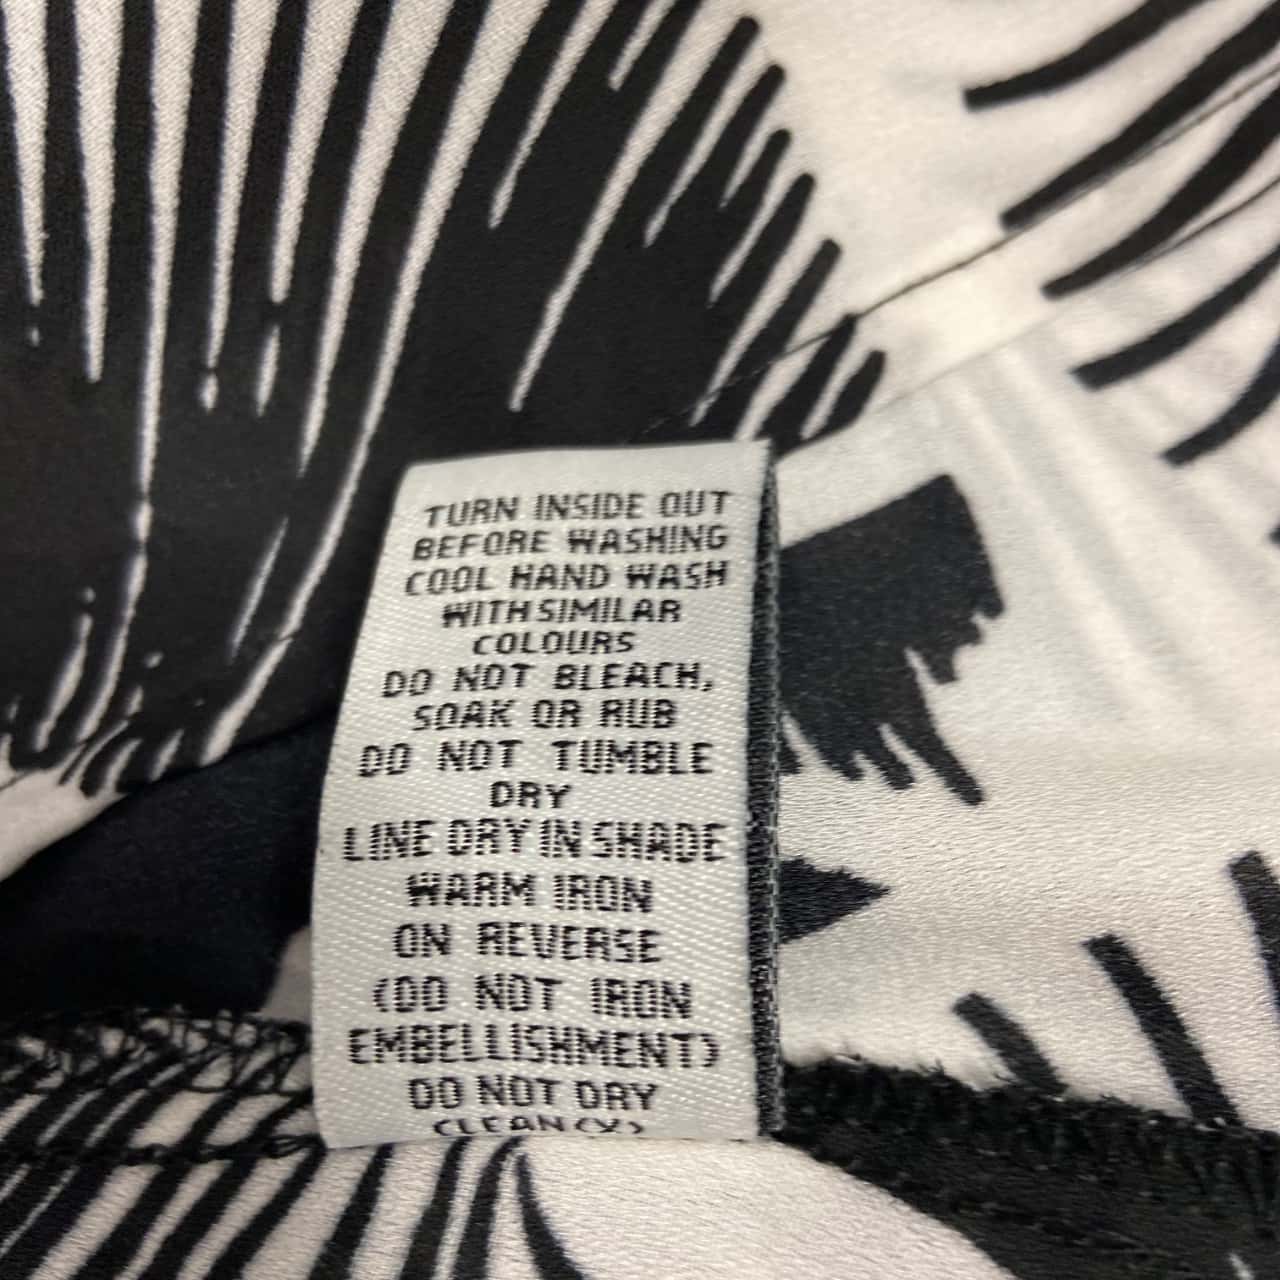 TURN INSIDE OUT
BEFORE WASHING
COOL HAND WASH
WITH SIMILAR
COLOURS
DO NOT BLEACH,
SOAK OR RUB
DO NOT TUMBLE
DRY
LINE DRY IN SHADE
WARM IRON
ON REVERSE
(DO NOT IRON
EMBELLISHMENT)
DO NOT DRY
CLEAN(X)